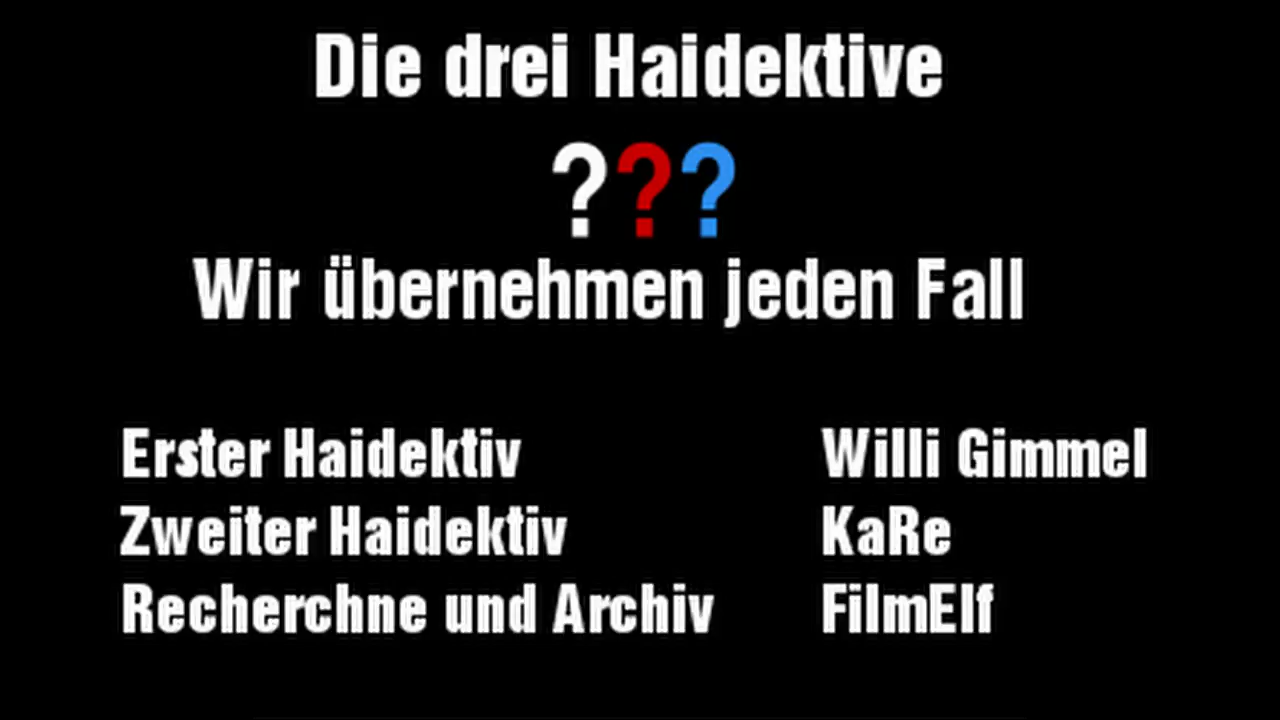 Die drei Haidektive
???
Wir übernehmen jeden Fall
Erster Haidektiv Willi Gimmel
Zweiter Haidektiv KaRe
Recherchne und Archiv FilmElf